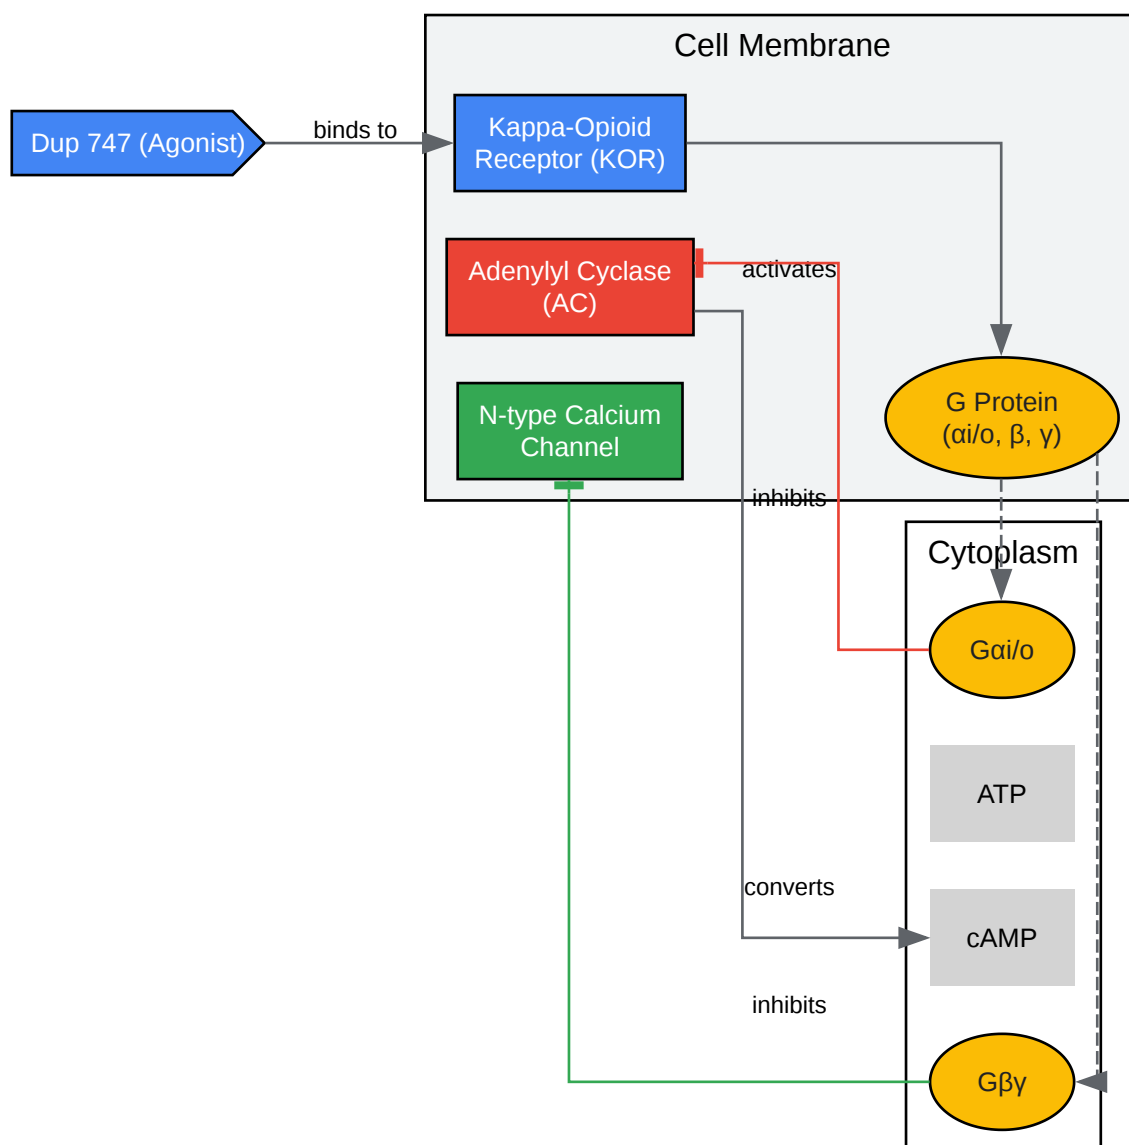 Cell Membrane
Dup 747 (Agonist)
binds to
Kappa-Opioid
Receptor (KOR)
Adenylyl Cyclase
(AC)
activates
N-type Calcium
Channel
G Protein
(αi/o, β, γ)
inhibits
Cytoplasm
Gαi/o
ATP
converts
cAMP
inhibits
Gβγ